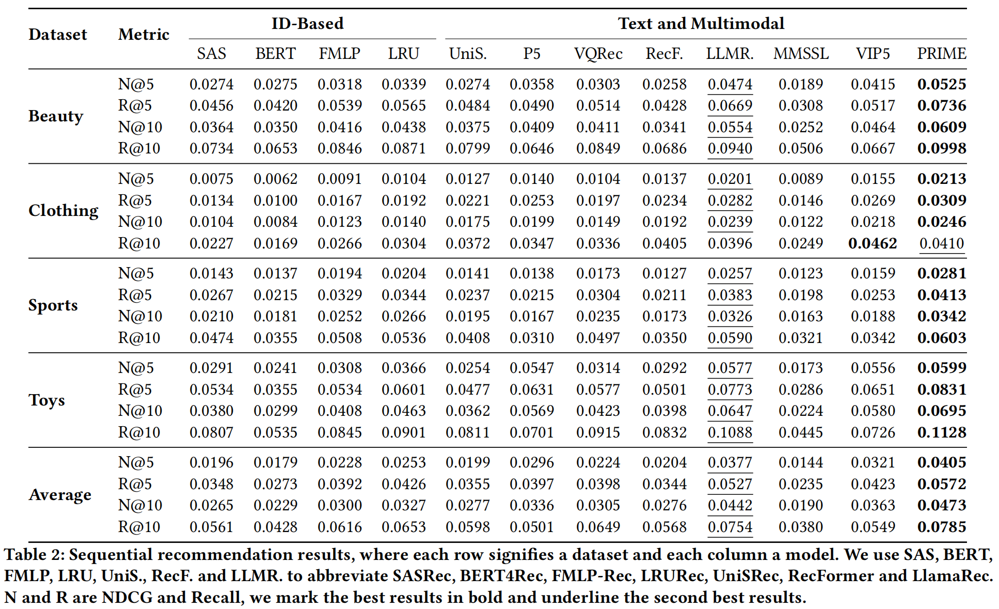 ID-Based Text and Multimodal
Dataset Metric
SAS BERT FMLP LRU UniS. P5 VQRec RecF. LLMR. MMSSL VIP5 PRIME
N@5 0.0274 0.0275 0.0318 0.0339 0.0274 0.0358 0.0303 0.0258 0.0474 0.0189 0.0415 0.0525
R@5 0.0456 0.0420 0.0539 0.0565 0.0484 0.0490 0.0514 0.0428 0.0669 0.0308 0.0517 0.0736
Beauty
N@10 0.0364 0.0350 0.0416 0.0438 0.0375 0.0409 0.0411 0.0341 0.0554 0.0252 0.0464 0.0609
R@10 0.0734 0.0653 0.0846 0.0871 0.0799 0.0646 0.0849 0.0686 0.0940 0.0506 0.0667 0.0998
N@5 0.0075 0.0062 0.0091 0.0104 0.0127 0.0140 0.0104 0.0137 0.0201 0.0089 0.0155 0.0213
R@5 0.0134 0.0100 0.0167 0.0192 0.0221 0.0253 0.0197 0.0234 0.0282 0.0146 0.0269 0.0309
Clothing
N@10 0.0104 0.0084 0.0123 0.0140 0.0175 0.0199 0.0149 0.0192 0.0239 0.0122 0.0218 0.0246
R@10 0.0227 0.0169 0.0266 0.0304 0.0372 0.0347 0.0336 0.0405 0.0396 0.0249 0.0462 0.0410
N@5 0.0143 0.0137 0.0194 0.0204 0.0141 0.0138 0.0173 0.0127 0.0257 0.0123 0.0159 0.0281
R@5 0.0267 0.0215 0.0329 0.0344 0.0237 0.0215 0.0304 0.0211 0.0383 0.0198 0.0253 0.0413
Sports
N@10 0.0210 0.0181 0.0252 0.0266 0.0195 0.0167 0.0235 0.0173 0.0326 0.0163 0.0188 0.0342
R@10 0.0474 0.0355 0.0508 0.0536 0.0408 0.0310 0.0497 0.0350 0.0590 0.0321 0.0342 0.0603
N@5 0.0291 0.0241 0.0308 0.0366 0.0254 0.0547 0.0314 0.0292 0.0577 0.0173 0.0556 0.0599
R@5 0.0534 0.0355 0.0534 0.0601 0.0477 0.0631 0.0577 0.0501 0.0773 0.0286 0.0651 0.0831
Toys
N@10 0.0380 0.0299 0.0408 0.0463 0.0362 0.0569 0.0423 0.0398 0.0647 0.0224 0.0580 0.0695
R@10 0.0807 0.0535 0.0845 0.0901 0.0811 0.0701 0.0915 0.0832 0.1088 0.0445 0.0726 0.1128
N@5 0.0196 0.0179 0.0228 0.0253 0.0199 0.0296 0.0224 0.0204 0.0377 0.0144 0.0321 0.0405
R@5 0.0348 0.0273 0.0392 0.0426 0.0355 0.0397 0.0398 0.0344 0.0527 0.0235 0.0423 0.0572
Average
N@10 0.0265 0.0229 0.0300 0.0327 0.0277 0.0336 0.0305 0.0276 0.0442 0.0190 0.0363 0.0473
R@10 0.0561 0.0428 0.0616 0.0653 0.0598 0.0501 0.0649 0.0568 0.0754 0.0380 0.0549 0.0785
Table 2: Sequential recommendation results, where each row signifies a dataset and each column a model. We use SAS, BERT,
FMLP, LRU, UniS., RecF. and LLMR. to abbreviate SASRec, BERT4Rec, FMLP-Rec, LRURec, UniSRec, RecFormer and LlamaRec.
N and R are NDCG and Recall, we mark the best results in bold and underline the second best results.